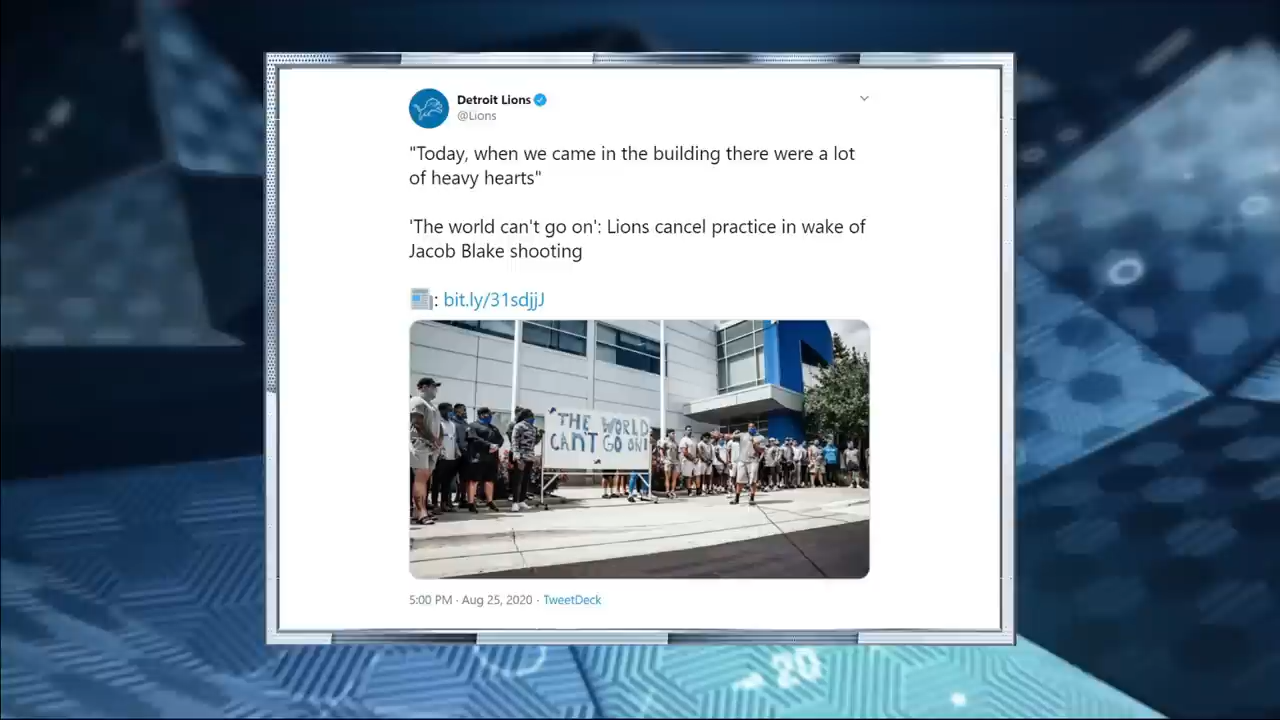 Detroit Lions
@Lions
"Today, when we came in the building there were a lot
of heavy hearts"
'The world can't go on': Lions cancel practice in wake of
Jacob Blake shooting
: bit.ly/31sdjjJ
THE WORLD
CAN'T GO ON!
5:00 PM · Aug 25, 2020 · TweetDeck
20